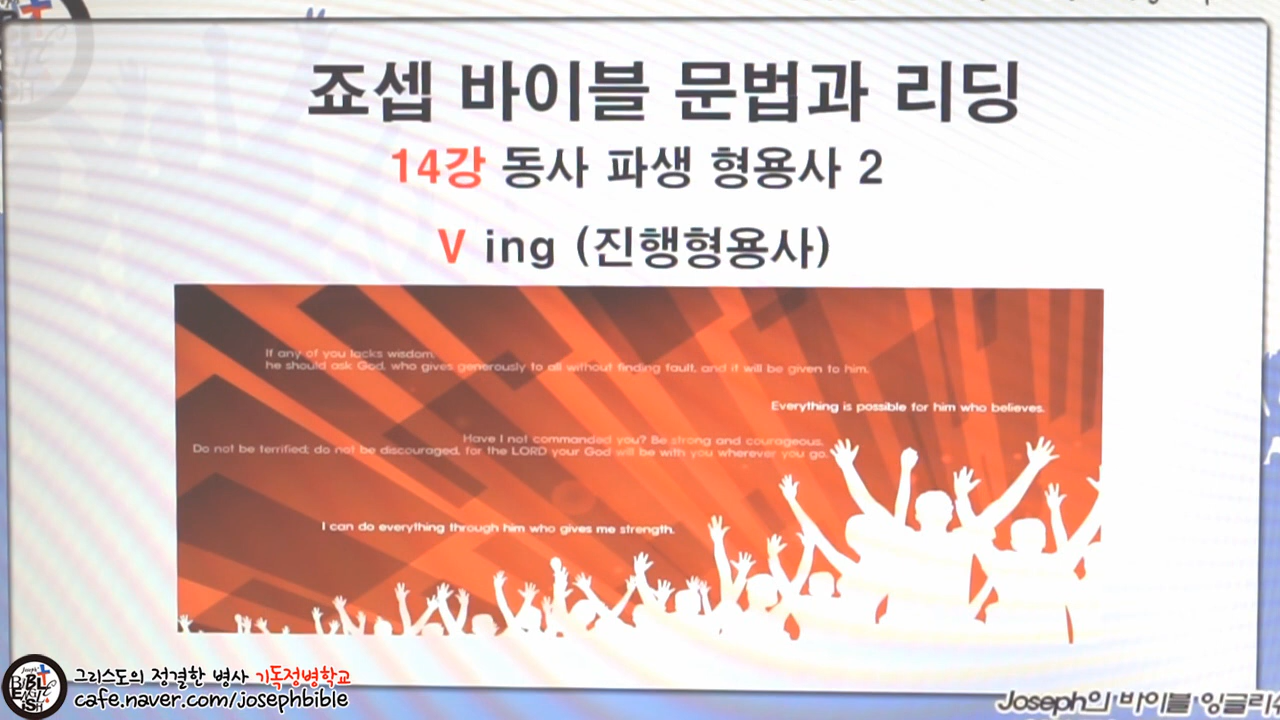 죠셉 바이블 문법과 리딩
14강 동사 파생 형용사 2
V ing (진행형용사)
If any of you lacks wisdom,
he should ask God, who gives generously to all without finding fault, and it will be given to him.
Everything is possible for him who believes.
Have I not commanded you? Be strong and courageous.
Do not be terrified; do not be discouraged, for the LORD your God will be with you wherever you go.
I can do everything through him who gives me strength.
그리스도의 정결한 병사 기독정병학교
cafe.naver.com/josephbible
Joseph의 바이블 잉글리쉬